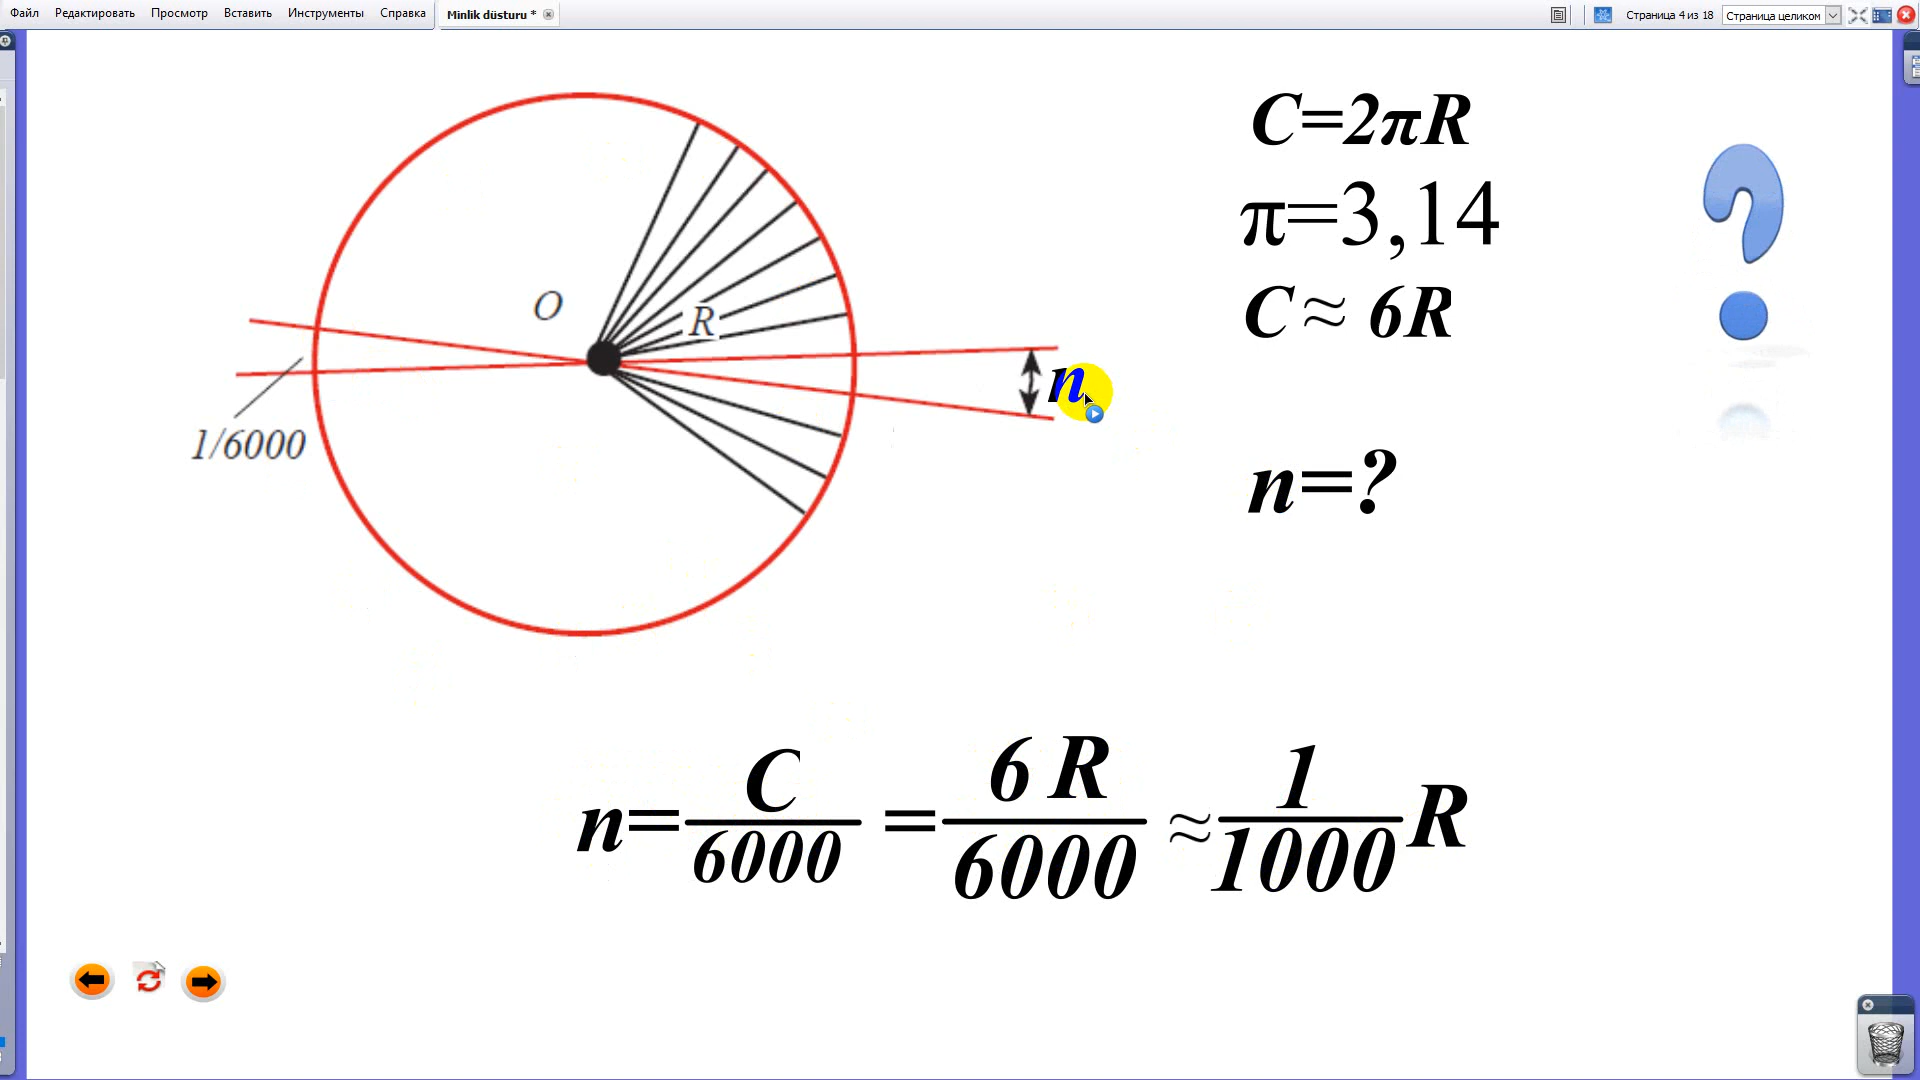 Файл Редактировать Просмотр Вставить Инструменты Справка Minlik düsturu * Страница 4 из 18 Страница целиком
C=2πR
π=3,14
C≈ 6R
O
R
n
1/6000
n=?
n=C/6000 = 6 R/6000 ≈ 1/1000 R